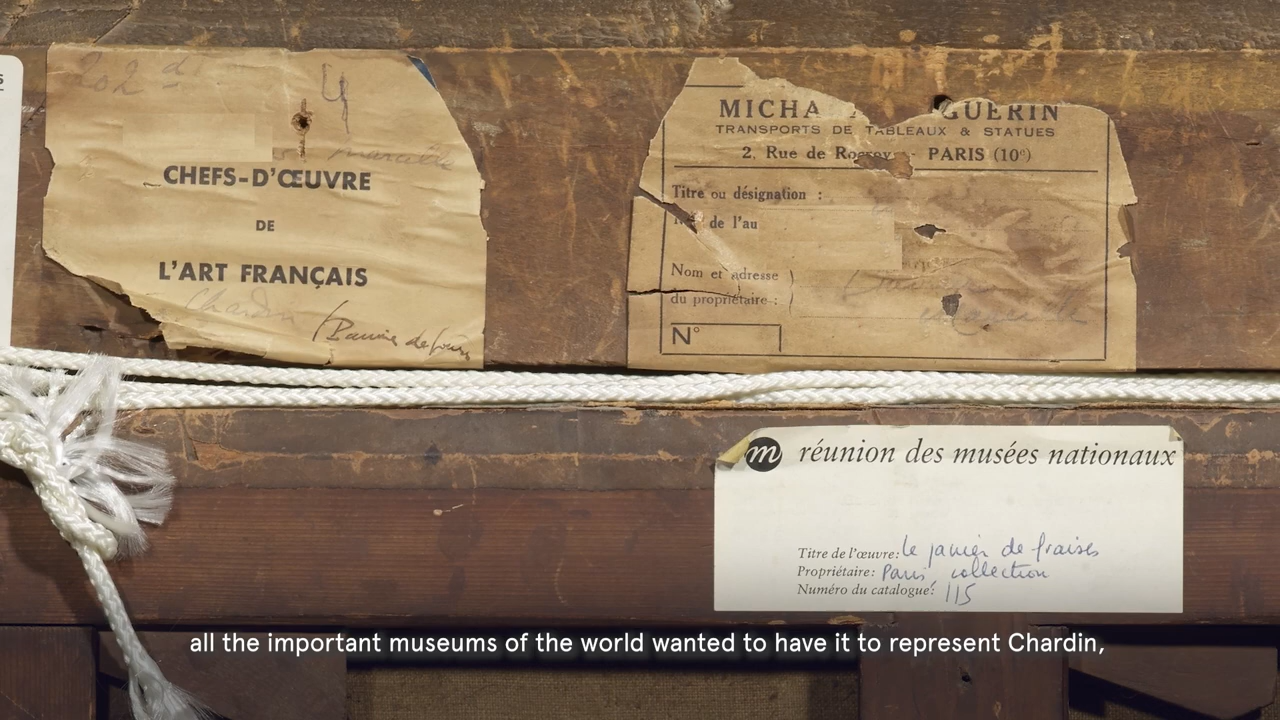 202
CHEFS-D'ŒUVRE
DE
L'ART FRANÇAIS
Chardin / Panier de
MICHA GUERIN
TRANSPORTS DE TABLEAUX & STATUES
2, Rue de PARIS (10e)
Titre ou désignation :
de l'au
Nom et adresse
du propriétaire :
N°
m réunion des musées nationaux
Titre de l'œuvre: le panier de fraises
Propriétaire: Paris, collection
Numéro du catalogue: 115
all the important museums of the world wanted to have it to represent Chardin,